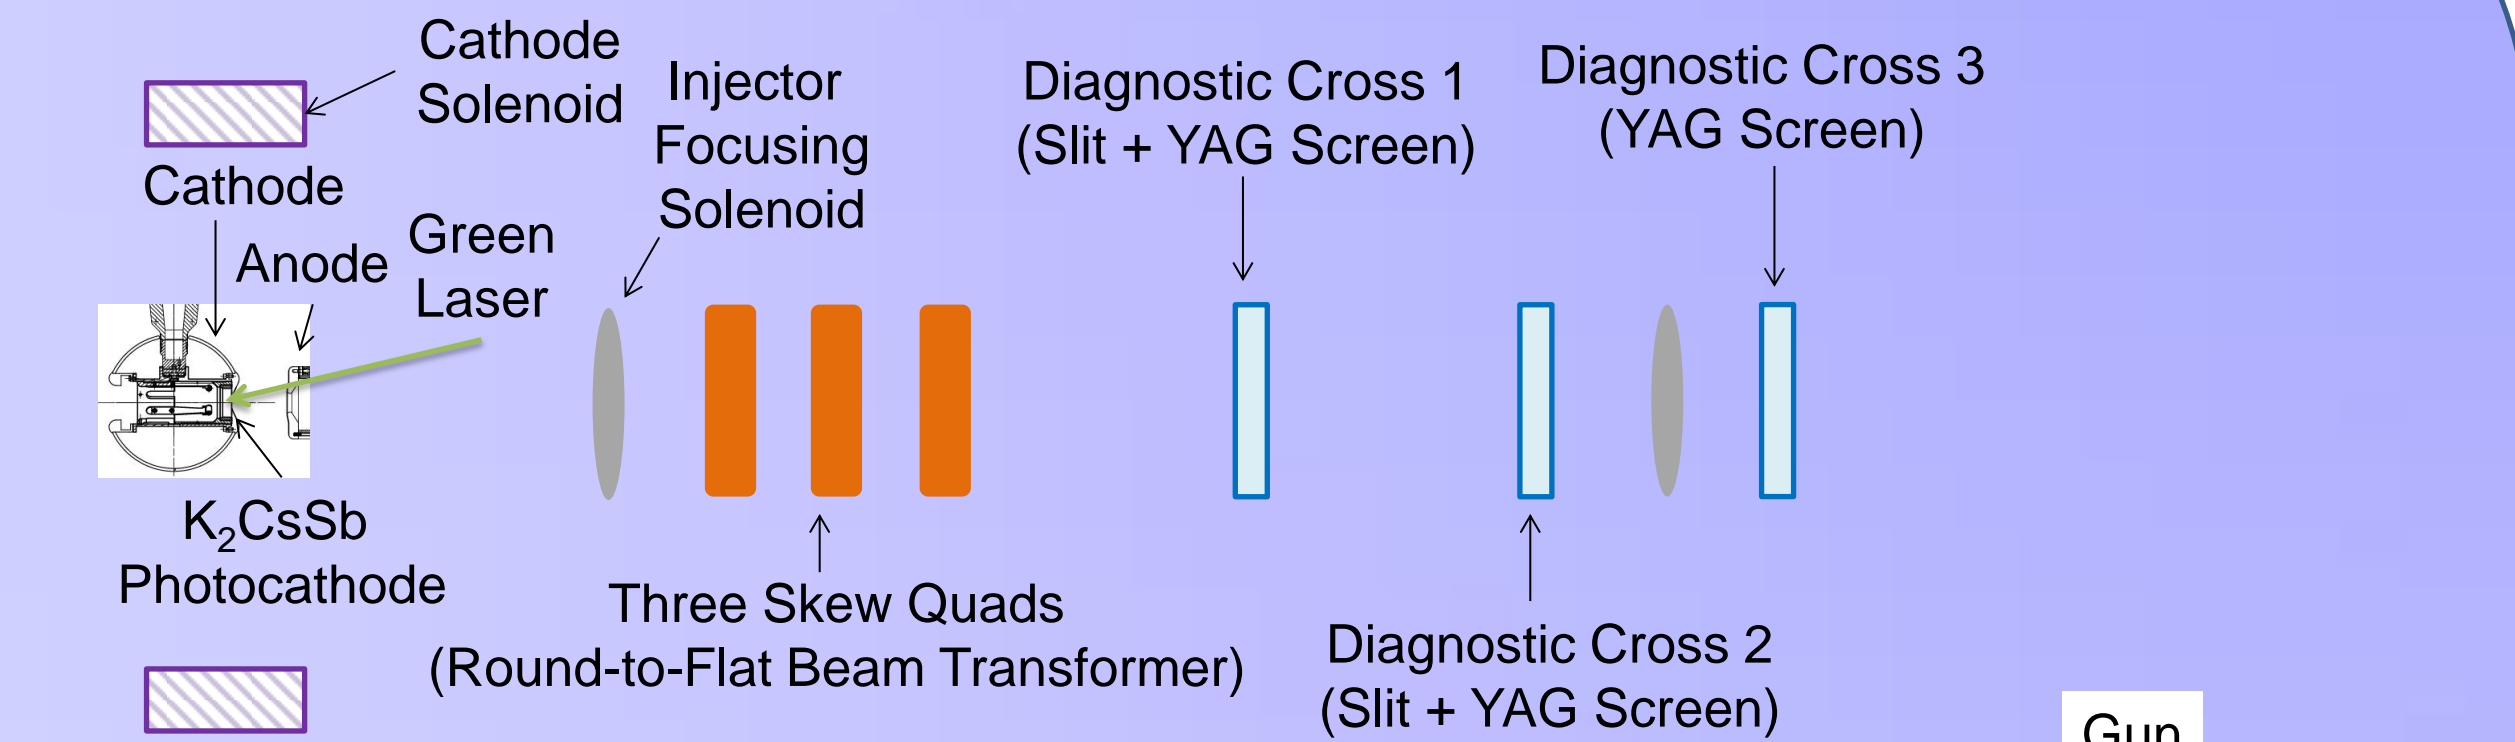 Cathode
Solenoid
Injector
Focusing
Solenoid
Diagnostic Cross 1
(Slit + YAG Screen)
Diagnostic Cross 3
(YAG Screen)
Cathode
Anode
Green
Laser
K₂CsSb
Photocathode
Three Skew Quads
(Round-to-Flat Beam Transformer)
Diagnostic Cross 2
(Slit + YAG Screen)
Gun